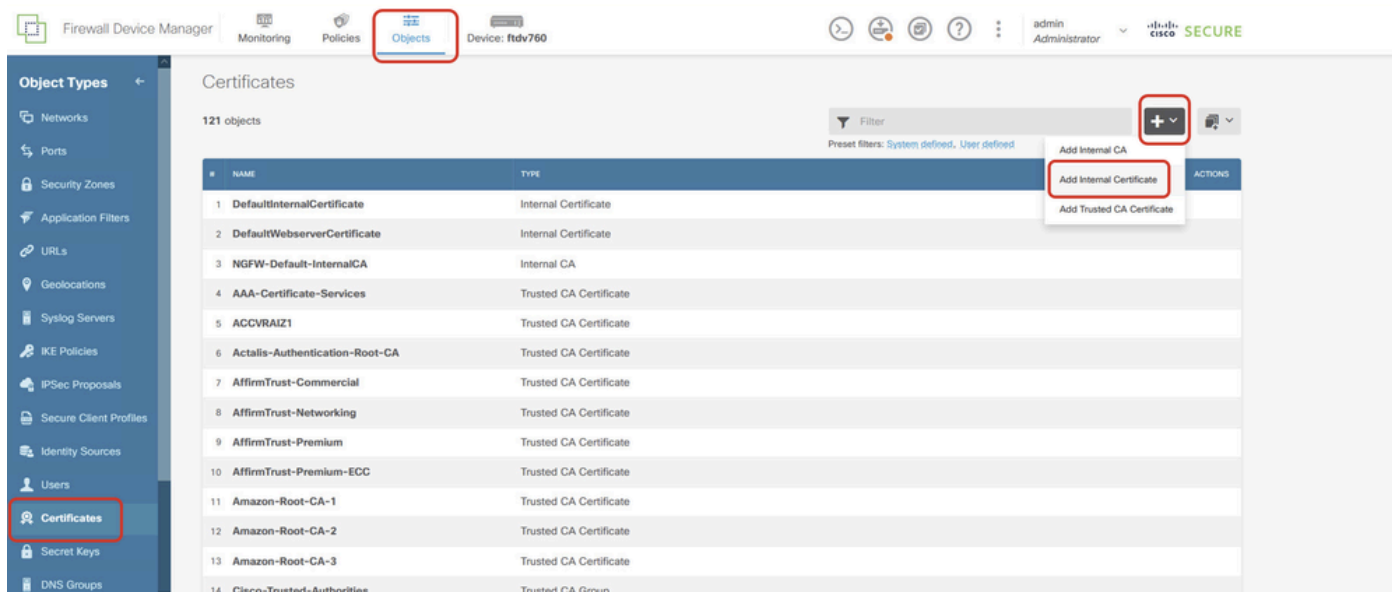 Firewall Device Manager
Monitoring
Policies
Objects
Device: ftdv760
admin
Administrator
cisco SECURE
Object Types
Networks
Ports
Security Zones
Application Filters
URLs
Geolocations
Syslog Servers
IKE Policies
IPSec Proposals
Secure Client Profiles
Identity Sources
Users
Certificates
Secret Keys
DNS Groups
Certificates
121 objects
Filter
Preset filters: System defined, User defined
Add Internal CA
Add Internal Certificate
Add Trusted CA Certificate
# NAME TYPE ACTIONS
1 DefaultInternalCertificate Internal Certificate
2 DefaultWebserverCertificate Internal Certificate
3 NGFW-Default-InternalCA Internal CA
4 AAA-Certificate-Services Trusted CA Certificate
5 ACCVRAIZ1 Trusted CA Certificate
6 Actalis-Authentication-Root-CA Trusted CA Certificate
7 AffirmTrust-Commercial Trusted CA Certificate
8 AffirmTrust-Networking Trusted CA Certificate
9 AffirmTrust-Premium Trusted CA Certificate
10 AffirmTrust-Premium-ECC Trusted CA Certificate
11 Amazon-Root-CA-1 Trusted CA Certificate
12 Amazon-Root-CA-2 Trusted CA Certificate
13 Amazon-Root-CA-3 Trusted CA Certificate
14 Cisco-Trusted-Authorities Trusted CA Group